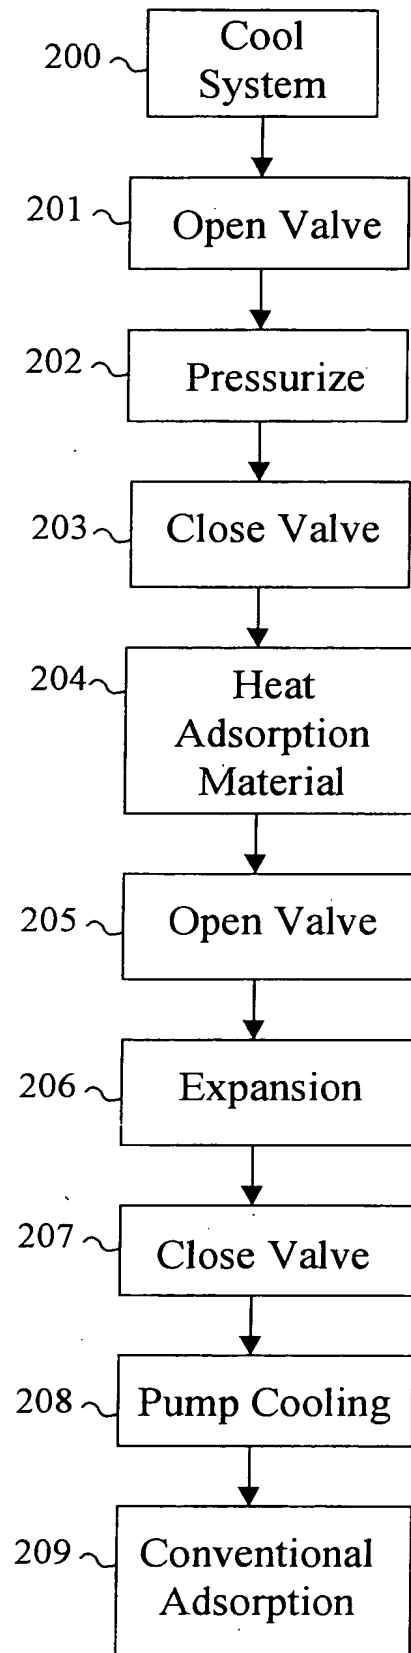 200
Cool
System
201
Open Valve
202
Pressurize
203
Close Valve
204
Heat
Adsorption
Material
205
Open Valve
206
Expansion
207
Close Valve
208
Pump Cooling
209
Conventional
Adsorption